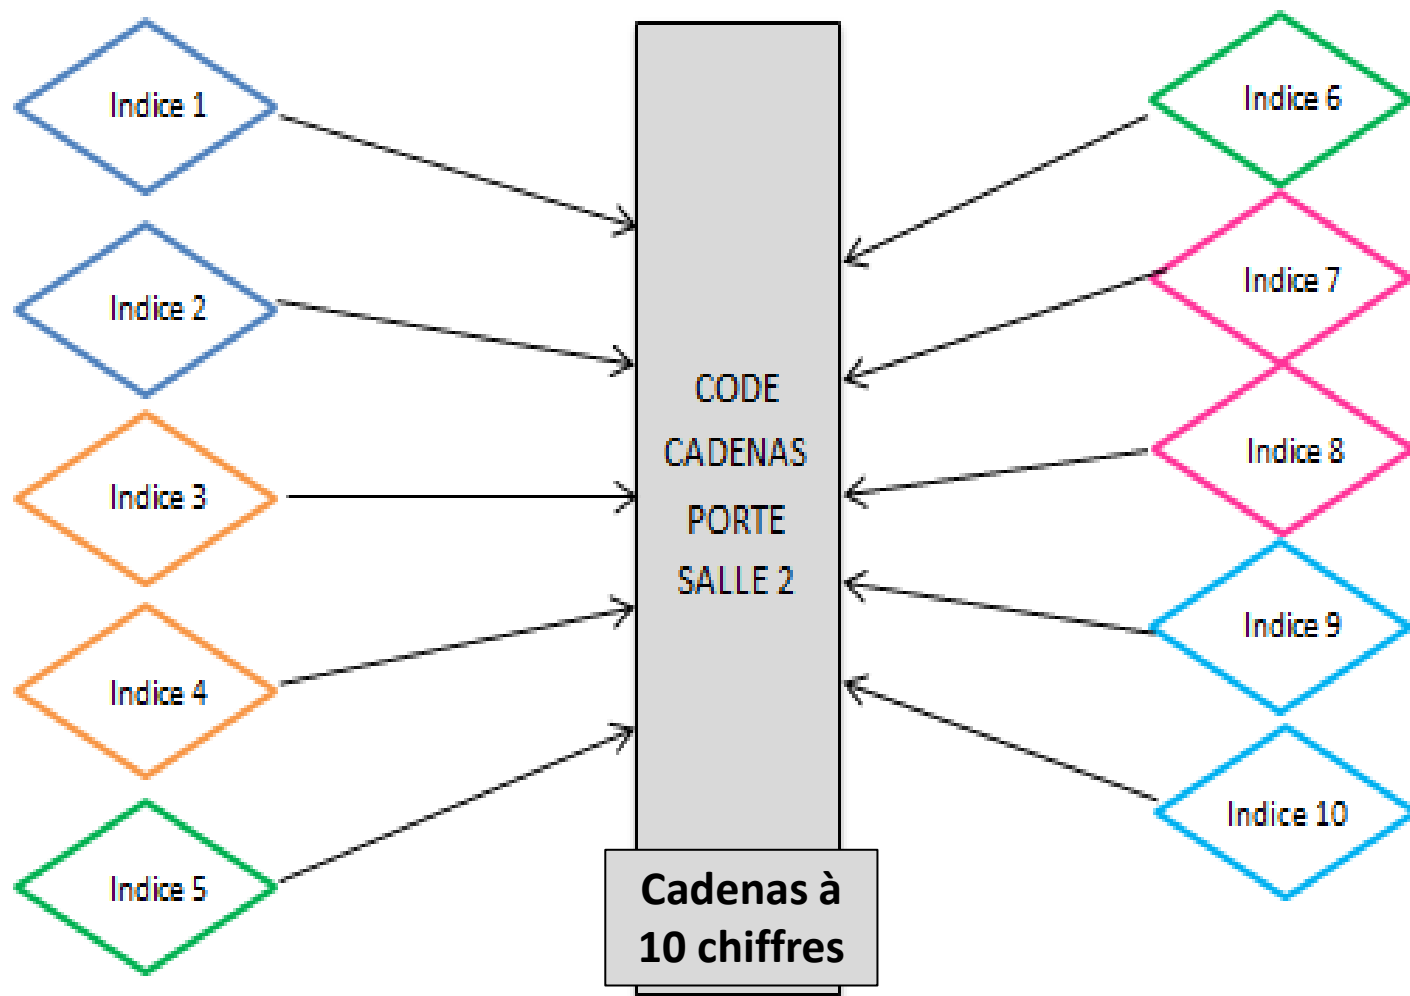 Indice 1
Indice 2
Indice 3
Indice 4
Indice 5
CODE
CADENAS
PORTE
SALLE 2
Cadenas à
10 chiffres
Indice 6
Indice 7
Indice 8
Indice 9
Indice 10